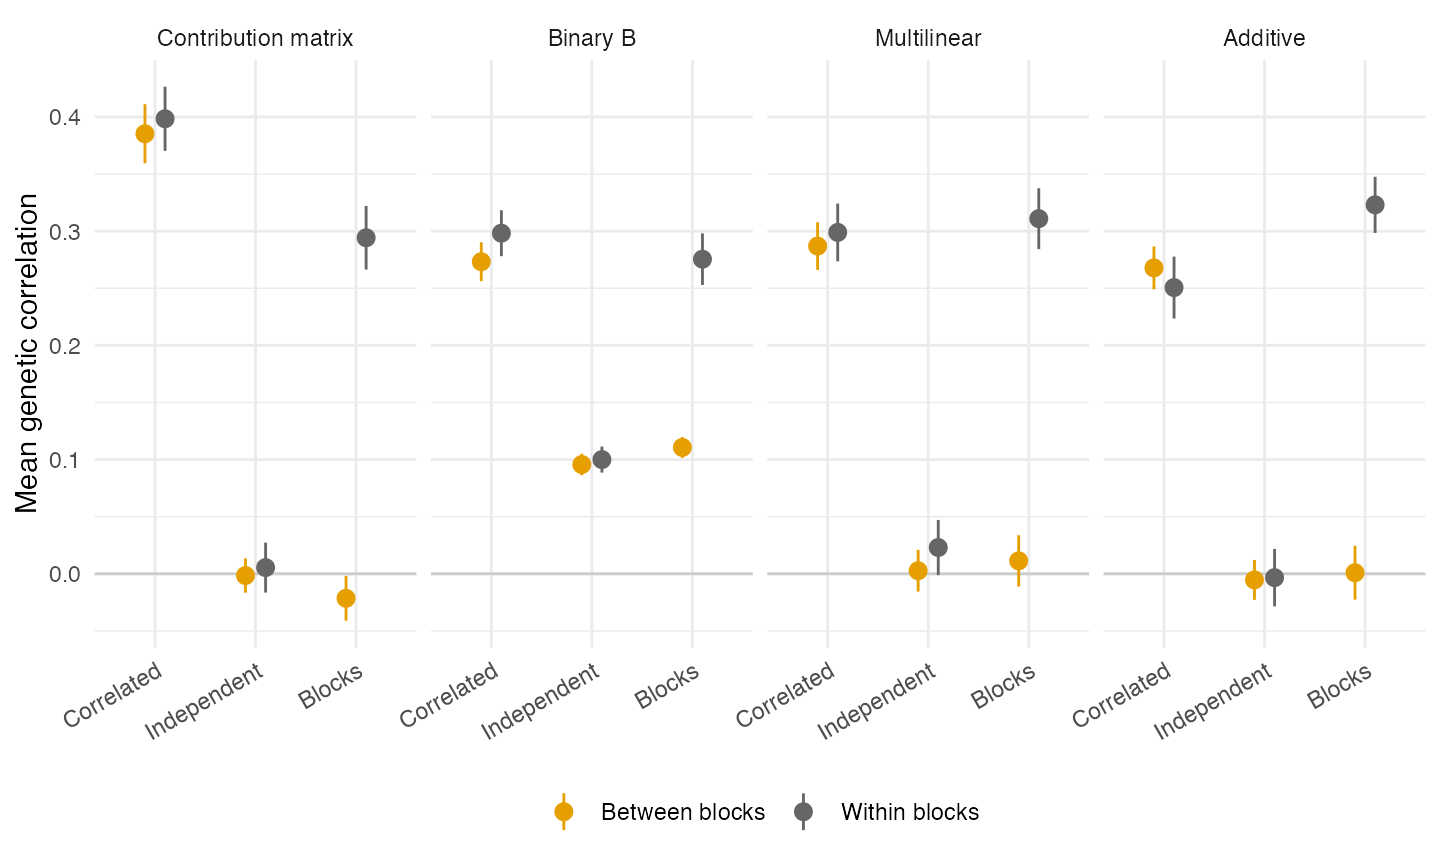 Contribution matrix Binary B Multilinear Additive
Mean genetic correlation
0.4
0.3
0.2
0.1
0.0
Correlated Independent Blocks Correlated Independent Blocks Correlated Independent Blocks Correlated Independent Blocks
Between blocks Within blocks